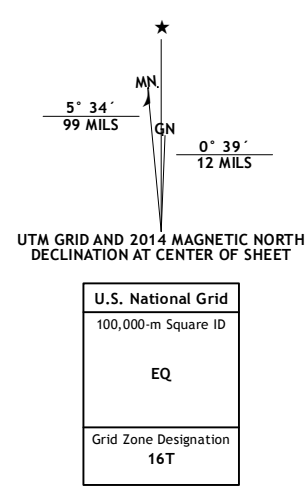 MN.
5° 34´
99 MILS
GN
0° 39´
12 MILS
UTM GRID AND 2014 MAGNETIC NORTH
DECLINATION AT CENTER OF SHEET
U.S. National Grid
100,000-m Square ID
EQ
Grid Zone Designation
16T